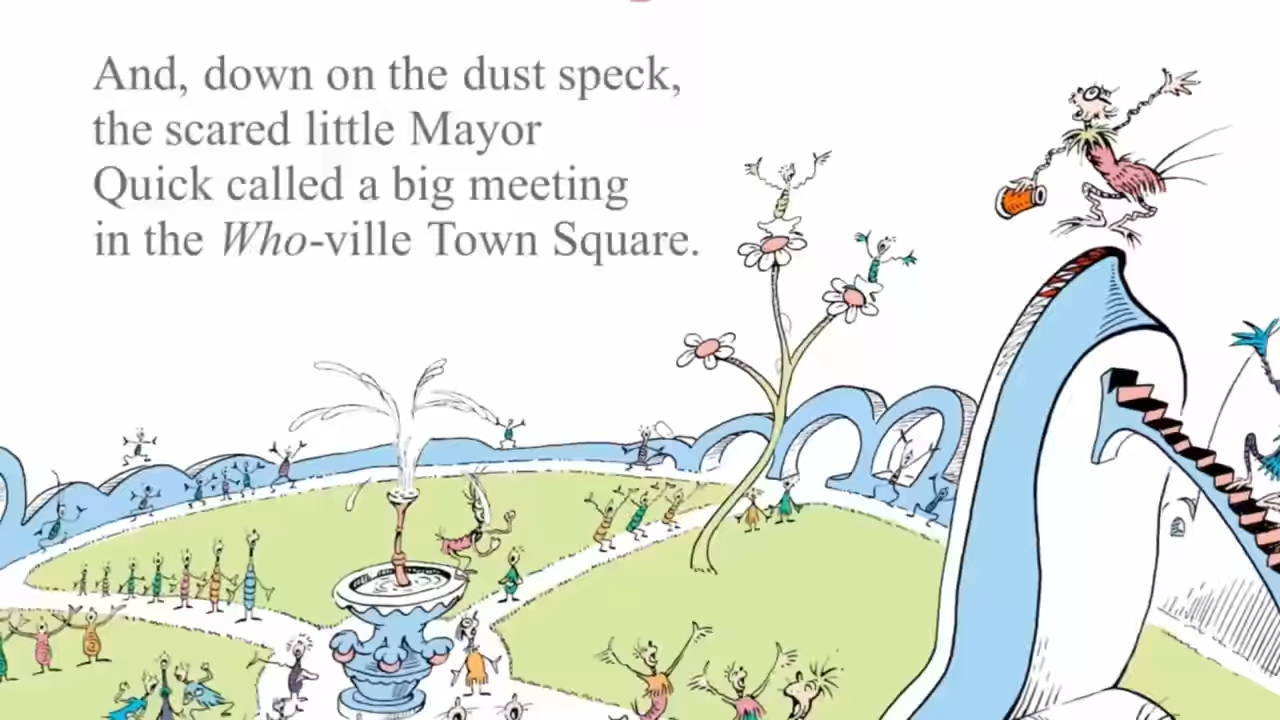 And, down on the dust speck,
the scared little Mayor
Quick called a big meeting
in the Who-ville Town Square.